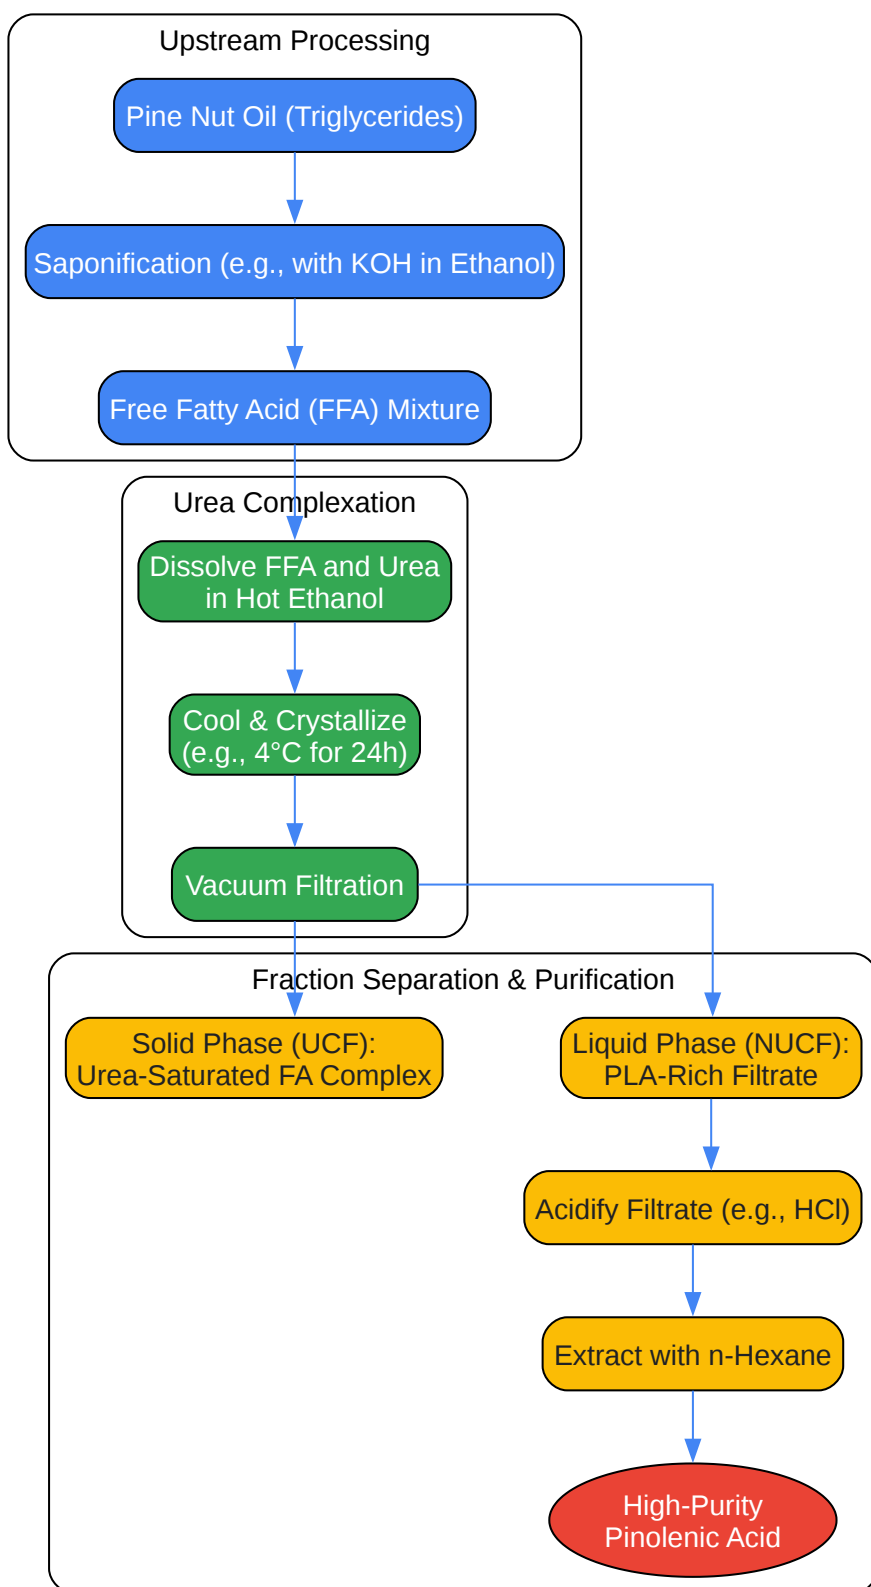 Upstream Processing
Pine Nut Oil (Triglycerides)
Saponification (e.g., with KOH in Ethanol)
Free Fatty Acid (FFA) Mixture
Urea Complexation
Dissolve FFA and Urea
in Hot Ethanol
Cool & Crystallize
(e.g., 4°C for 24h)
Vacuum Filtration
Fraction Separation & Purification
Solid Phase (UCF):
Urea-Saturated FA Complex
Liquid Phase (NUCF):
PLA-Rich Filtrate
Acidify Filtrate (e.g., HCl)
Extract with n-Hexane
High-Purity
Pinolenic Acid